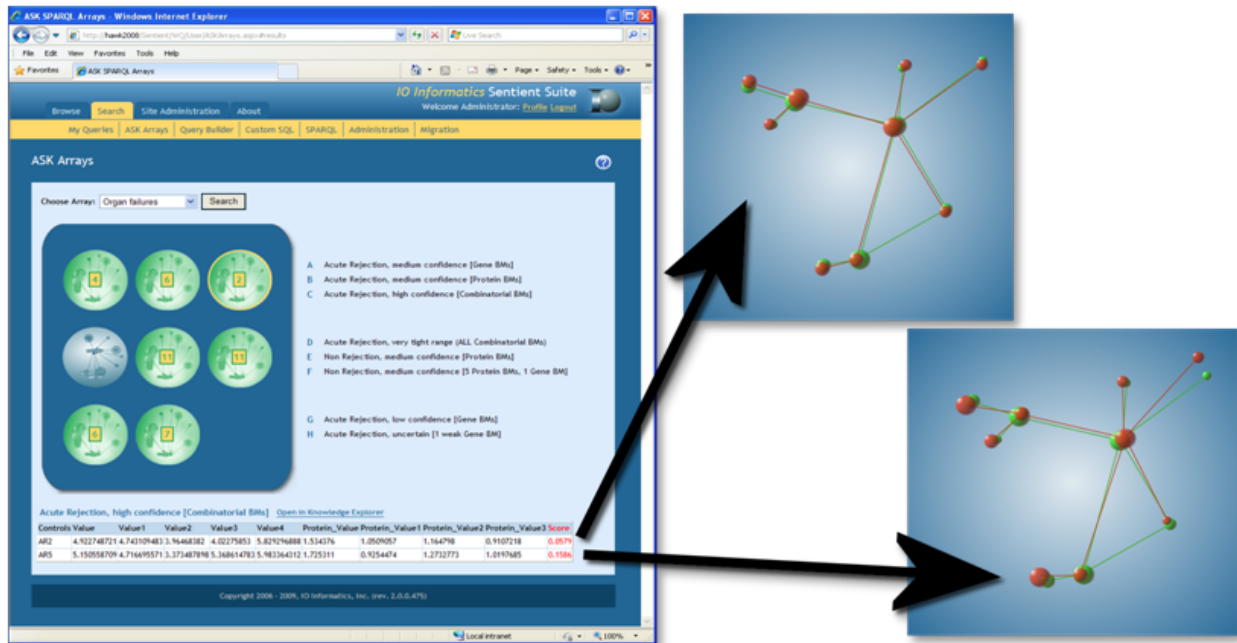 ASK SPARQL Arrays - Windows Internet Explorer
http://hawk2008/Sentient/WQ/User/ASKArrays.aspx#results
Live Search
File Edit View Favorites Tools Help
Favorites ASK SPARQL Arrays Page Safety Tools
IO Informatics Sentient Suite
Welcome Administrator: Profile Logout
Browse Search Site Administration About
My Queries ASK Arrays Query Builder Custom SQL SPARQL Administration Migration
ASK Arrays
Choose Array: Organ failures Search
4 6 2
A Acute Rejection, medium confidence [Gene BMs]
B Acute Rejection, medium confidence [Protein BMs]
C Acute Rejection, high confidence [Combinatorial BMs]
11 11
D Acute Rejection, very tight range (ALL Combinatorial BMs)
E Non Rejection, medium confidence [Protein BMs]
F Non Rejection, medium confidence [5 Protein BMs, 1 Gene BM]
6 7
G Acute Rejection, low confidence [Gene BMs]
H Acute Rejection, uncertain [1 weak Gene BM]
Acute Rejection, high confidence [Combinatorial BMs] Open in Knowledge Explorer
Controls Value Value1 Value2 Value3 Value4 Protein_Value Protein_Value1 Protein_Value2 Protein_Value3 Score
AR2 4.922748721 4.743109483 3.96468382 4.02275853 5.829296888 1.534376 1.0509057 1.164798 0.9107218 0.0579
AR5 5.150558709 4.716695571 3.373487898 5.368614783 5.983364312 1.725311 0.9254474 1.2732773 1.0197685 0.1586
Copyright 2006 - 2009, IO Informatics, Inc. (rev. 2.0.0.475)
Local intranet 100%